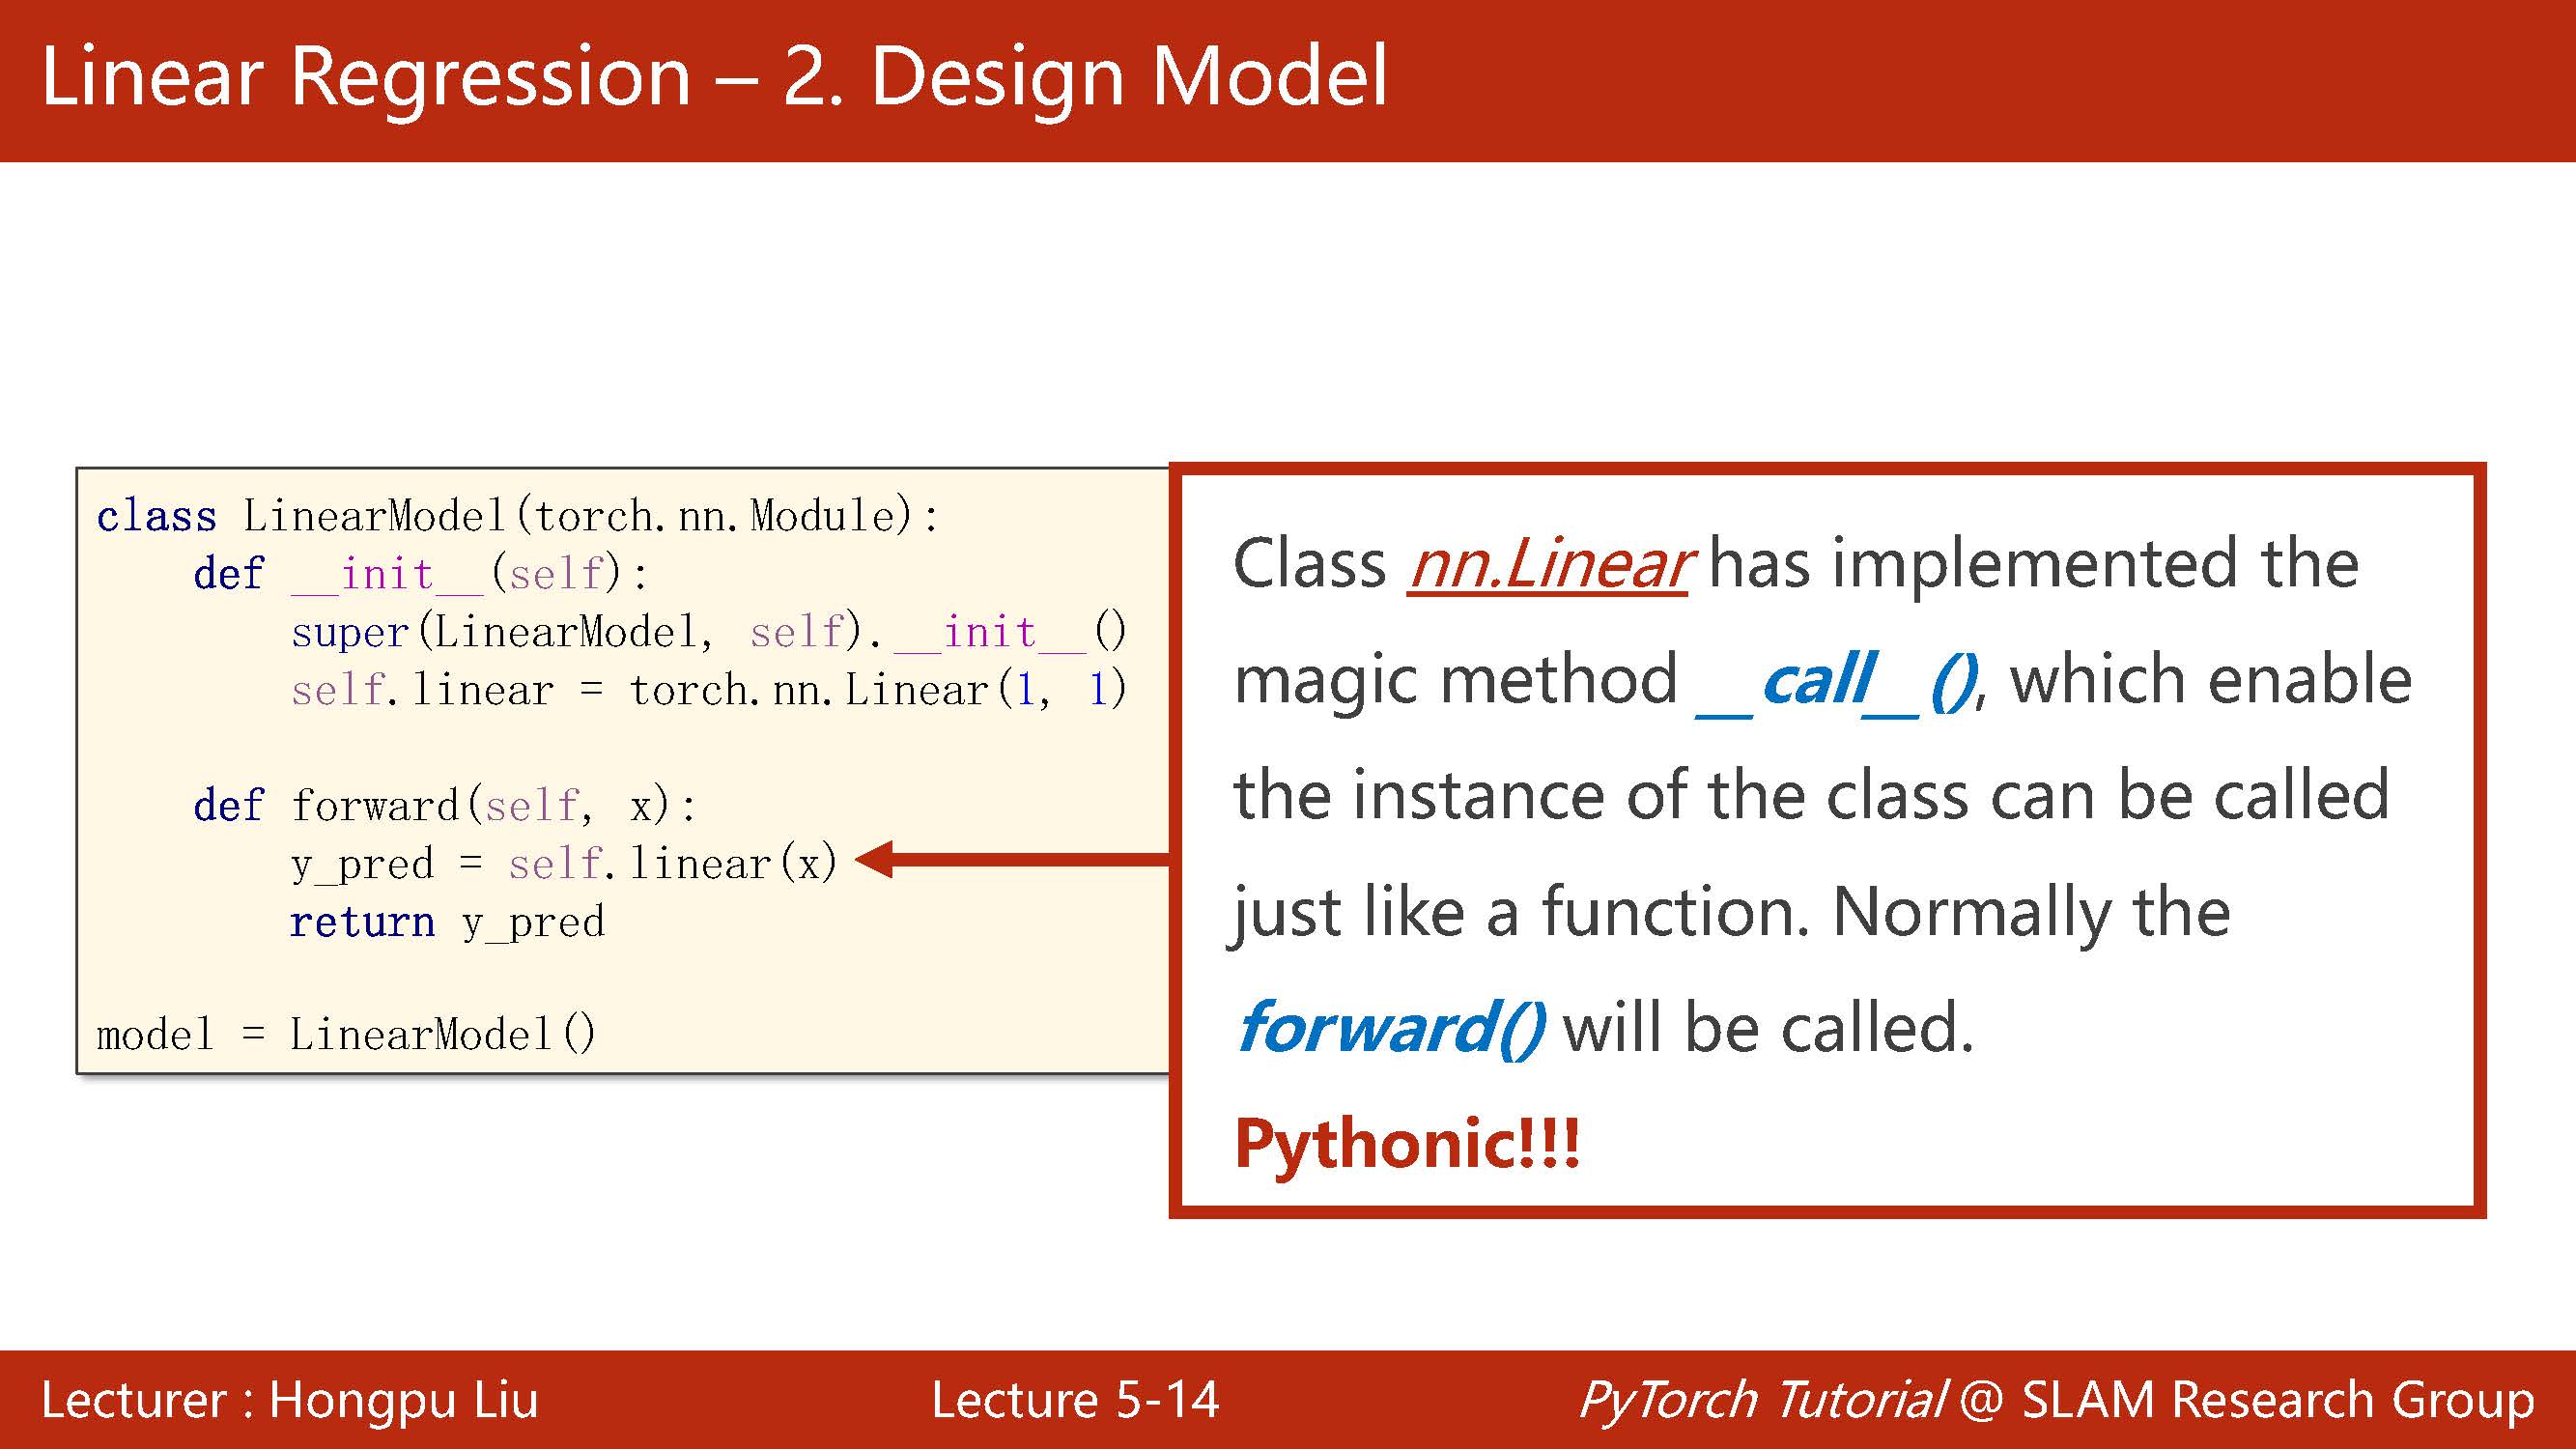 Linear Regression – 2. Design Model
class LinearModel(torch.nn.Module):
    def __init__(self):
        super(LinearModel, self).__init__()
        self.linear = torch.nn.Linear(1, 1)
    def forward(self, x):
        y_pred = self.linear(x)
        return y_pred
model = LinearModel()
Class nn.Linear has implemented the
magic method __call__(), which enable
the instance of the class can be called
just like a function. Normally the
forward() will be called.
Pythonic!!!
Lecturer : Hongpu Liu
Lecture 5-14
PyTorch Tutorial @ SLAM Research Group